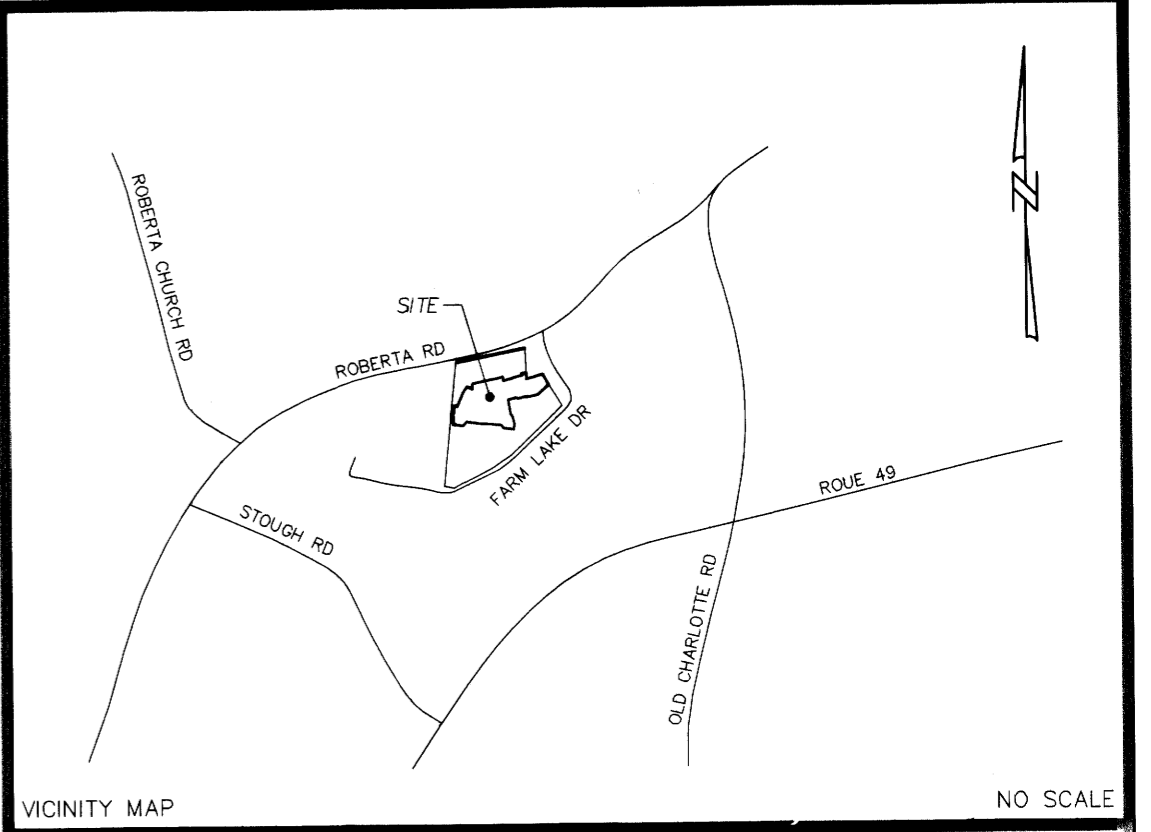 N
ROBERTA CHURCH RD
SITE
ROBERTA RD
FARM LAKE DR
ROUE 49
STOUGH RD
OLD CHARLOTTE RD
VICINITY MAP
NO SCALE